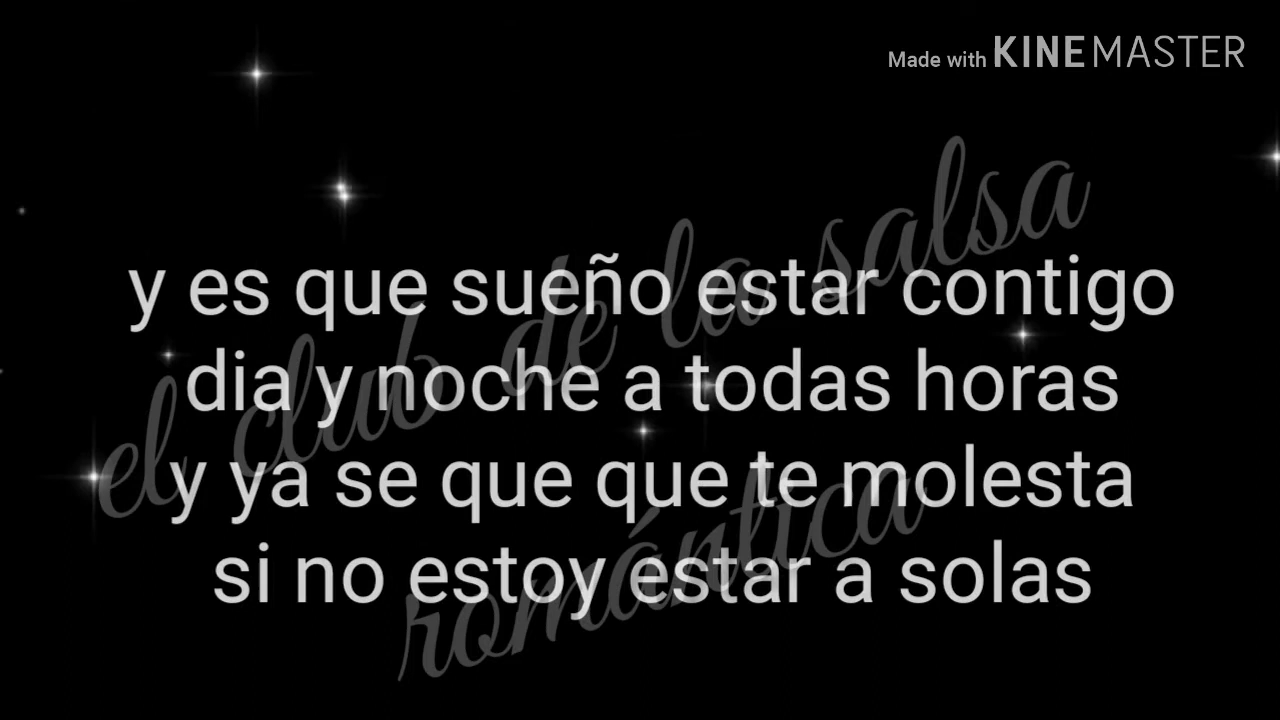 Made with KINEMASTER
y es que sueño estar contigo
dia y noche a todas horas
y ya se que que te molesta
si no estoy estar a solas
el club de la salsa
romántica